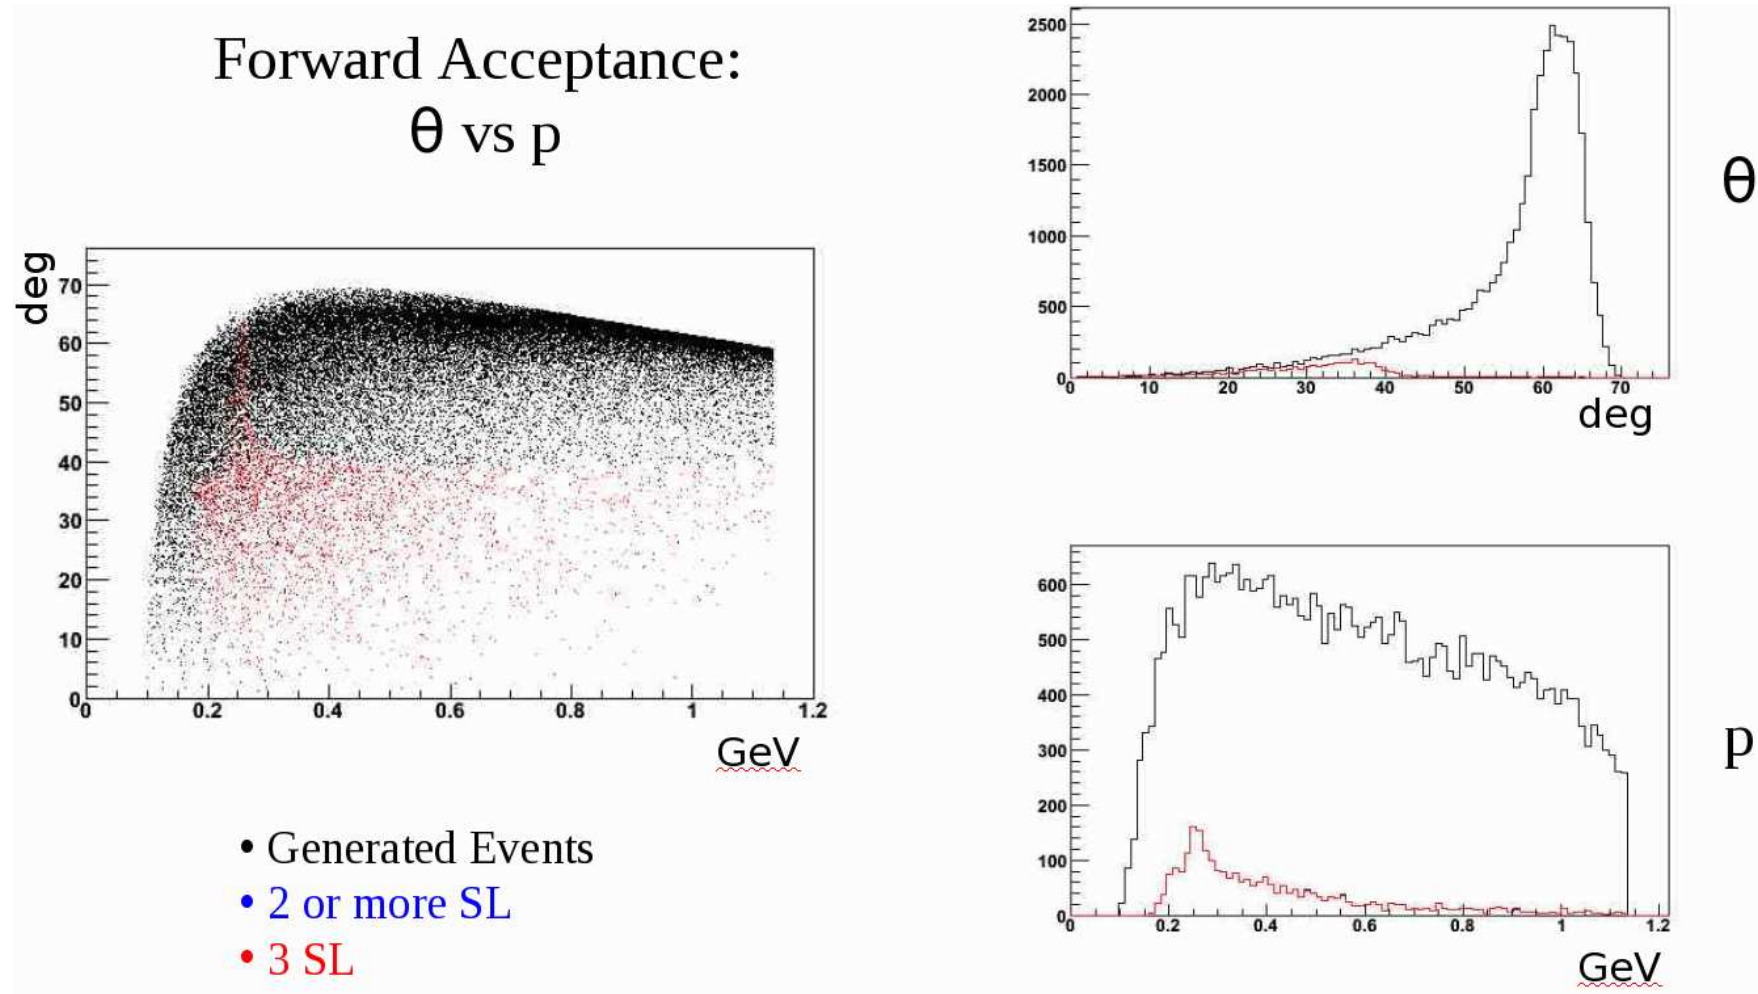 Forward Acceptance:
θ vs p
deg
70
60
50
40
30
20
10
0
0 0.2 0.4 0.6 0.8 1 1.2
GeV
• Generated Events
• 2 or more SL
• 3 SL
2500
2000
1500
1000
500
0
0 10 20 30 40 50 60 70
deg
θ
600
500
400
300
200
100
0
0 0.2 0.4 0.6 0.8 1 1.2
GeV
p